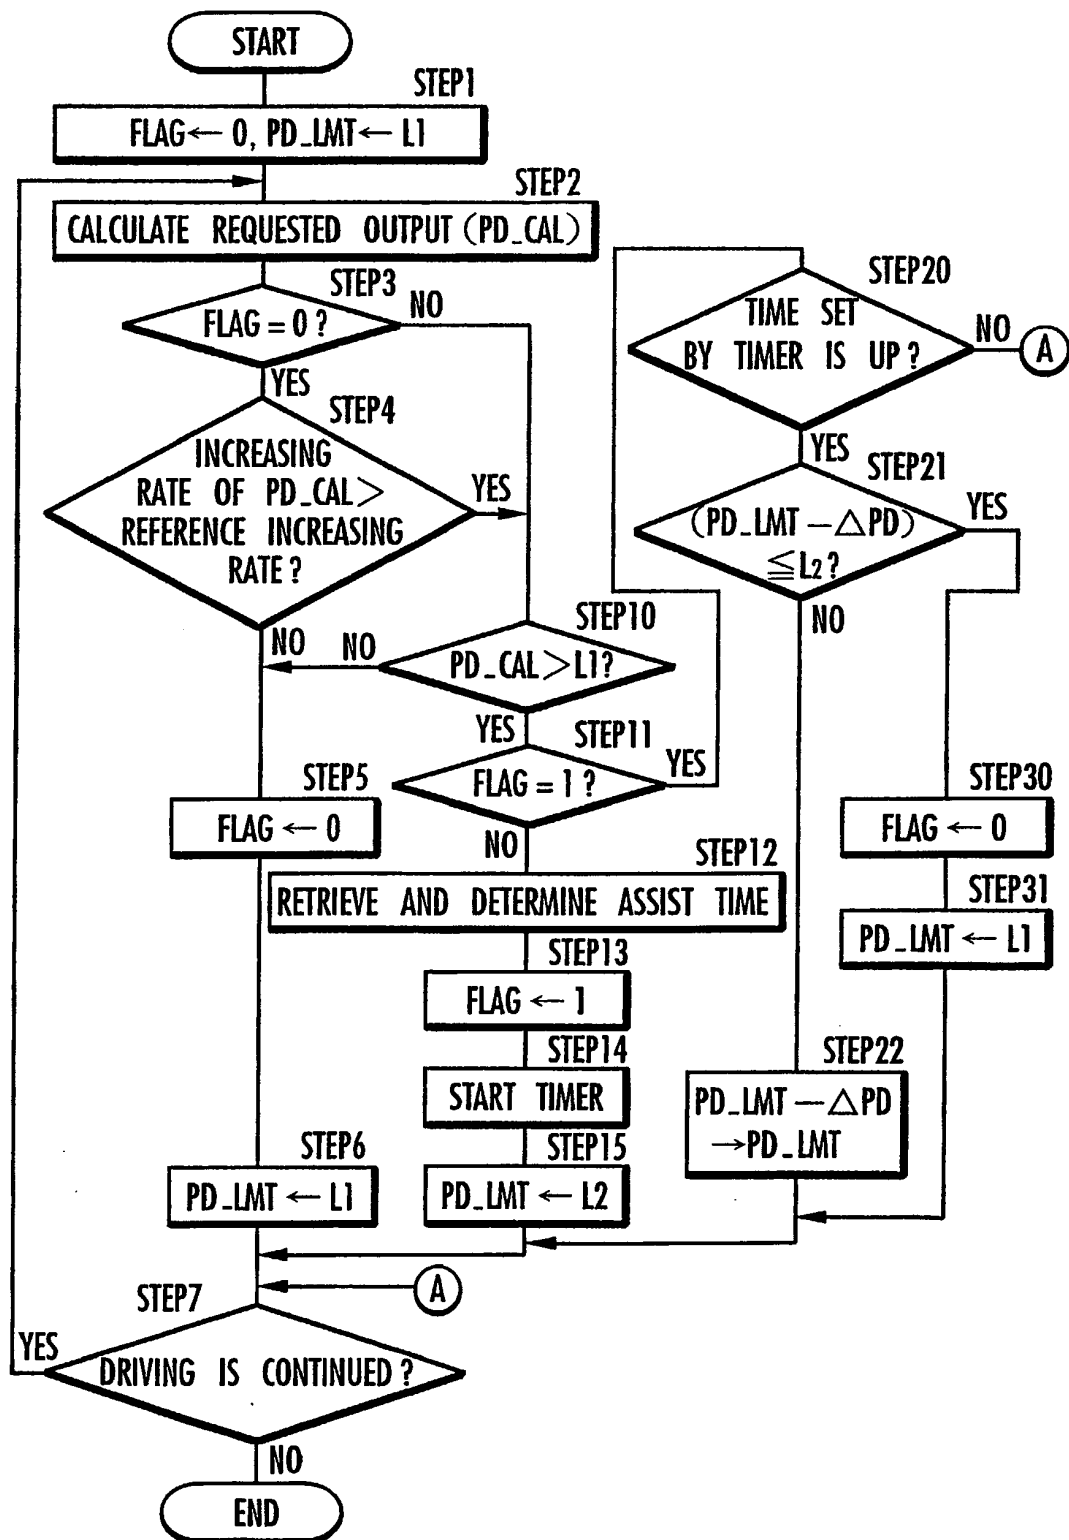 START
STEP1
FLAG ← 0, PD_LMT ← L1
STEP2
CALCULATE REQUESTED OUTPUT (PD_CAL)
STEP3
FLAG = 0 ?
NO
YES
STEP4
INCREASING
RATE OF PD_CAL >
REFERENCE INCREASING
RATE ?
YES
NO
STEP10
PD_CAL > L1?
NO
YES
STEP11
FLAG = 1 ?
YES
NO
STEP5
FLAG ← 0
STEP12
RETRIEVE AND DETERMINE ASSIST TIME
STEP13
FLAG ← 1
STEP14
START TIMER
STEP6
PD_LMT ← L1
STEP15
PD_LMT ← L2
STEP20
TIME SET
BY TIMER IS UP ?
NO
A
YES
STEP21
(PD_LMT − △PD)
≦ L2 ?
YES
NO
STEP30
FLAG ← 0
STEP31
PD_LMT ← L1
STEP22
PD_LMT − △PD
→ PD_LMT
A
STEP7
DRIVING IS CONTINUED ?
YES
NO
END